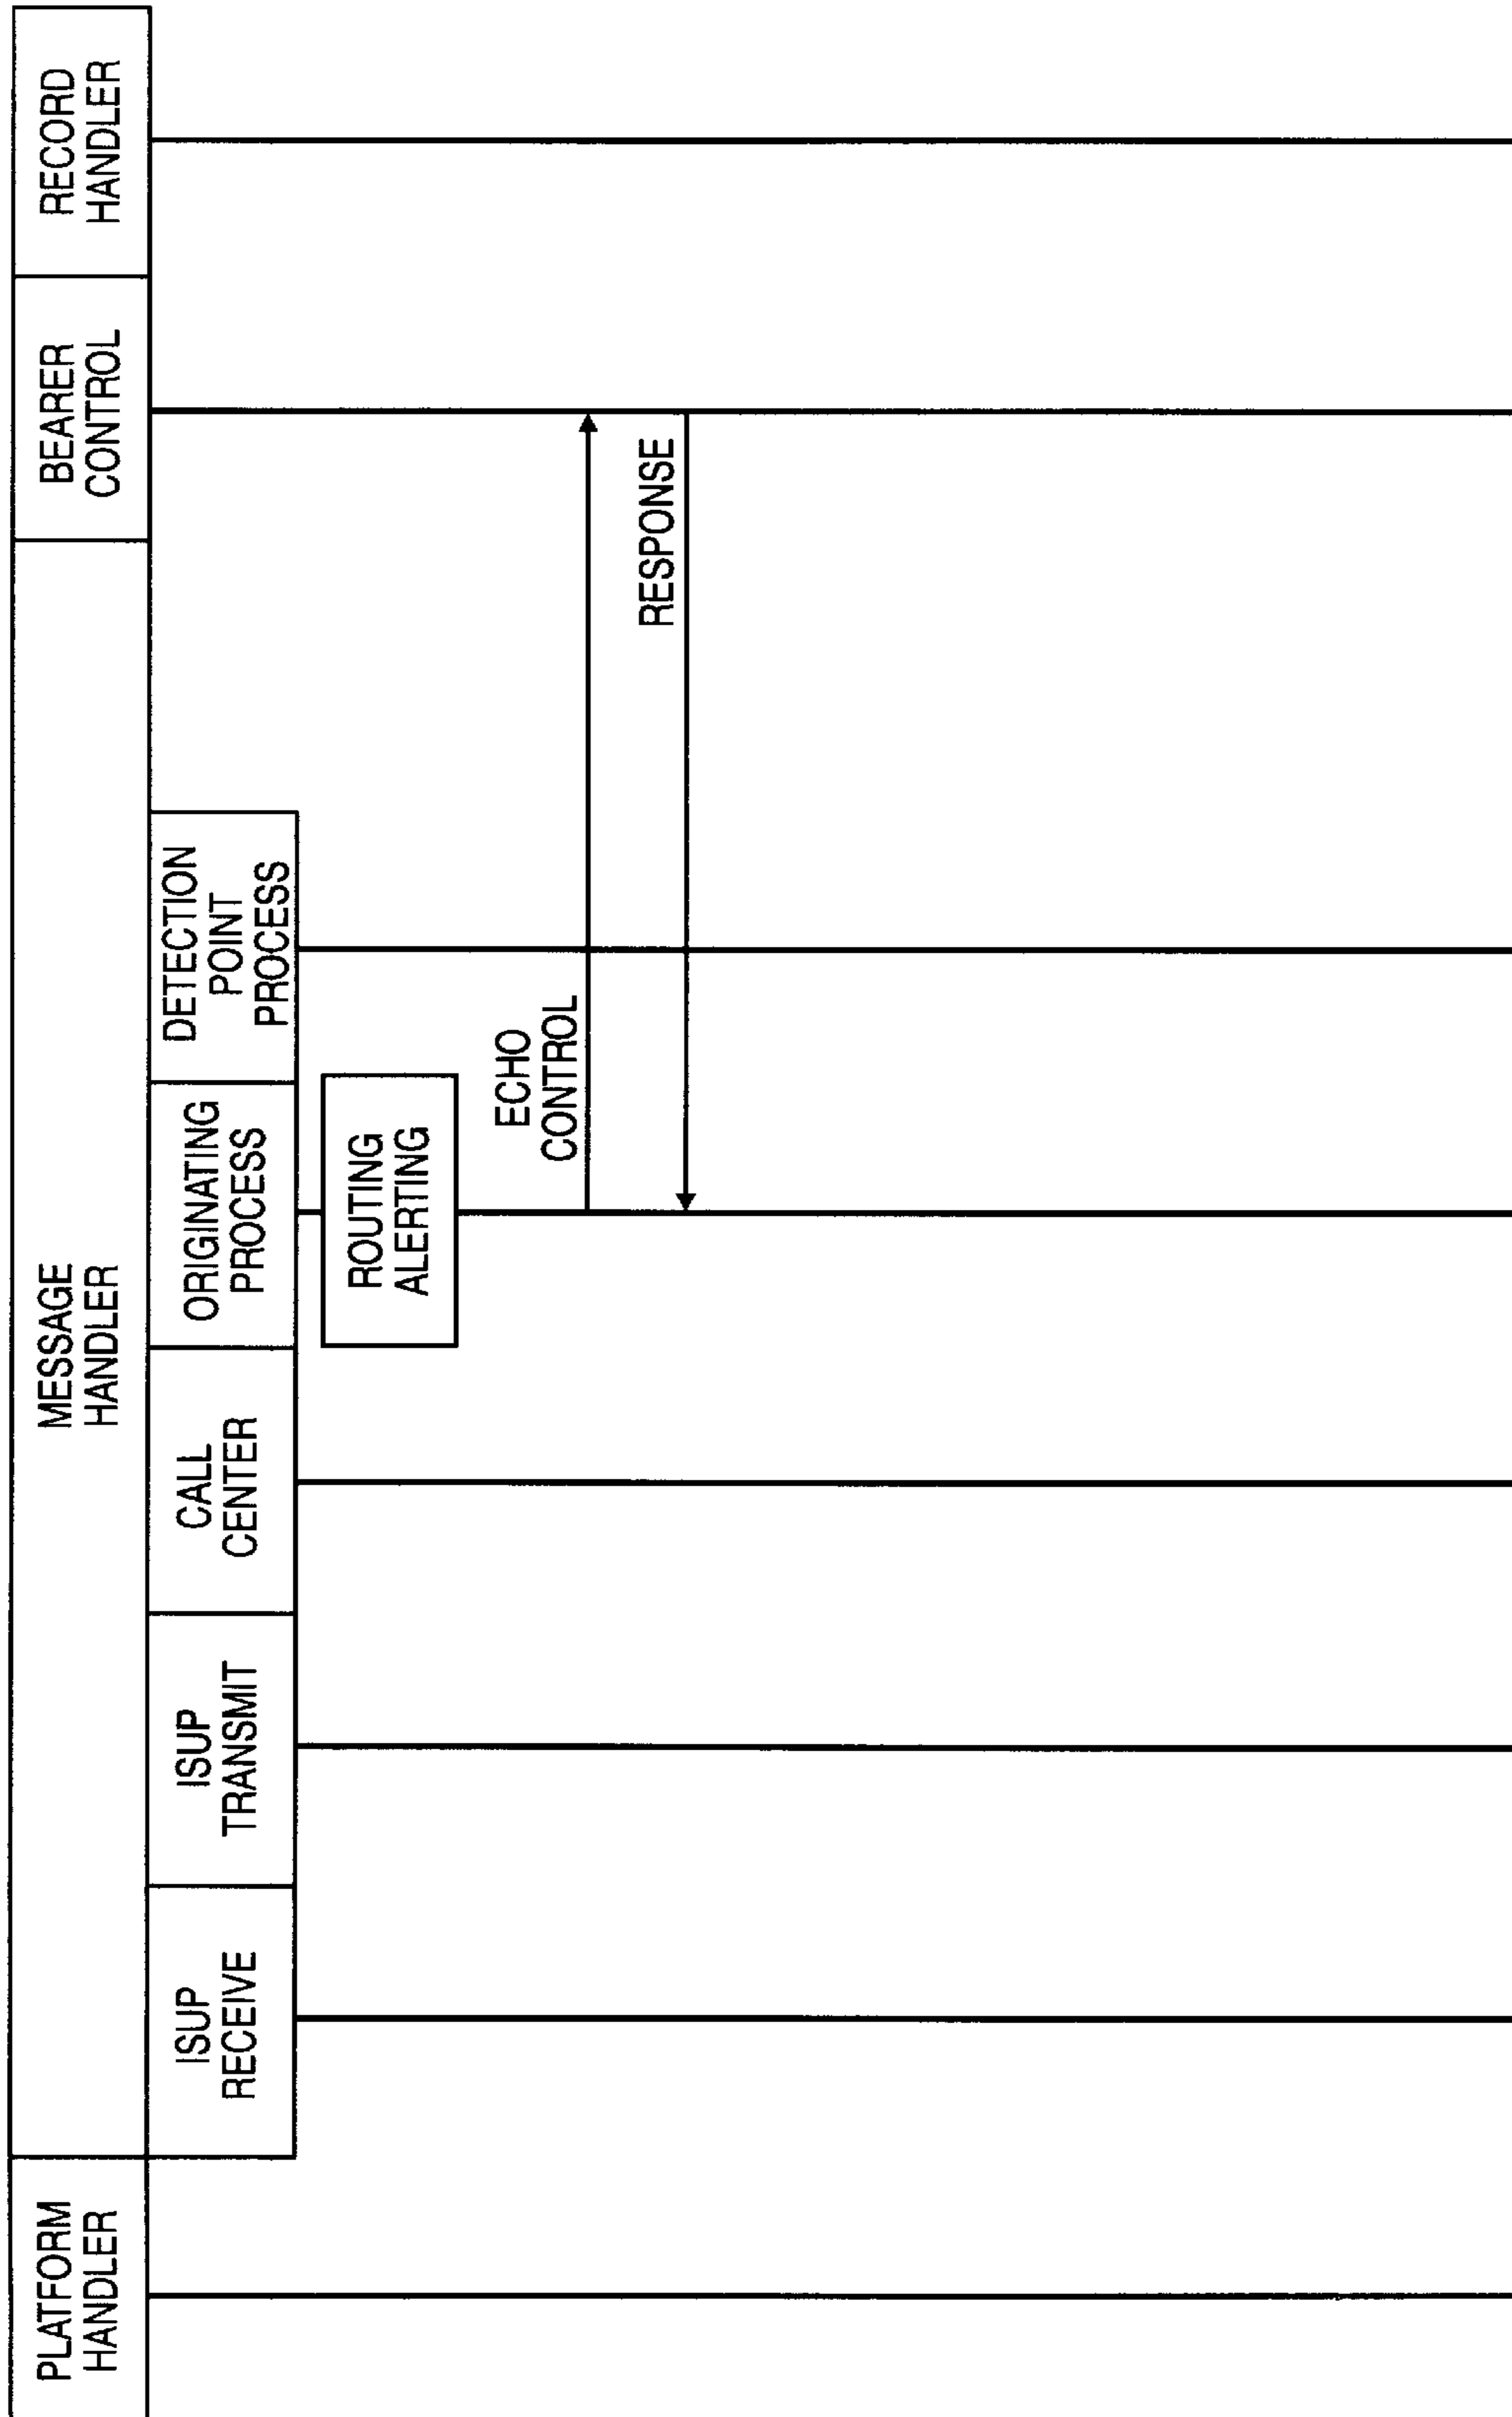 PLATFORM
HANDLER
MESSAGE
HANDLER
BEARER
CONTROL
RECORD
HANDLER
ISUP
RECEIVE
ISUP
TRANSMIT
CALL
CENTER
ORIGINATING
PROCESS
DETECTION
POINT
PROCESS
ROUTING
ALERTING
ECHO
CONTROL
RESPONSE